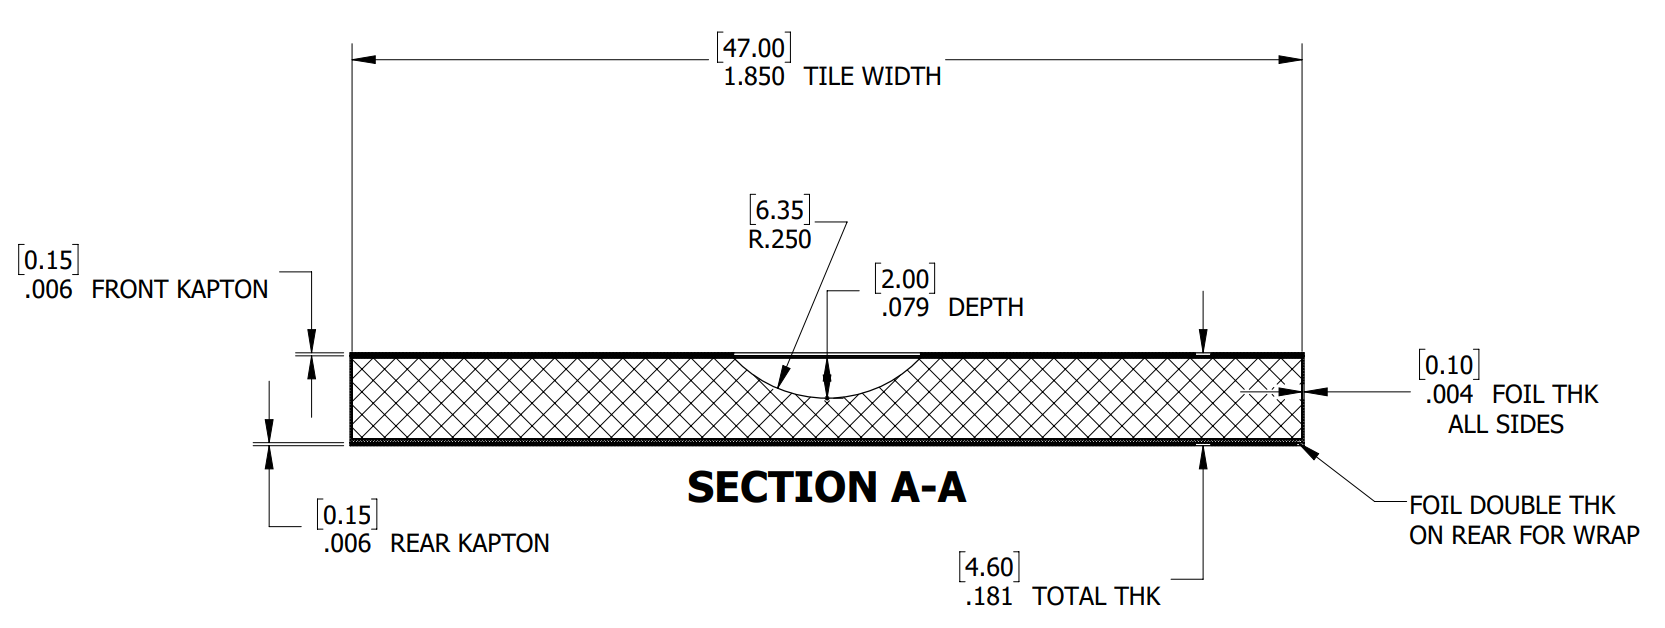 [47.00]
1.850 TILE WIDTH
[6.35]
R.250
[0.15]
.006 FRONT KAPTON
[2.00]
.079 DEPTH
[0.10]
.004 FOIL THK
ALL SIDES
SECTION A-A
[0.15]
.006 REAR KAPTON
FOIL DOUBLE THK
ON REAR FOR WRAP
[4.60]
.181 TOTAL THK